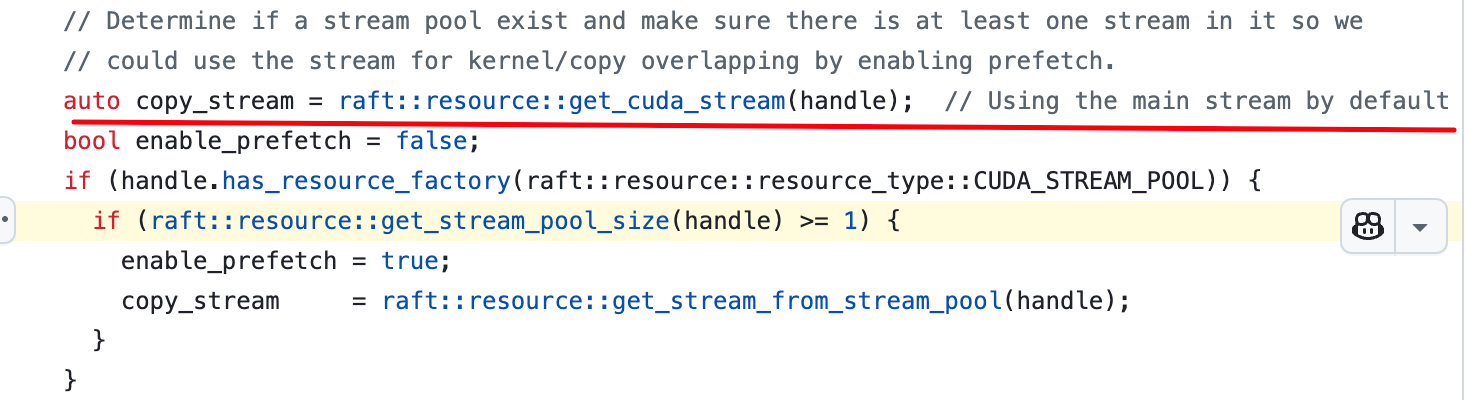 // Determine if a stream pool exist and make sure there is at least one stream in it so we
// could use the stream for kernel/copy overlapping by enabling prefetch.
auto copy_stream = raft::resource::get_cuda_stream(handle);  // Using the main stream by default
bool enable_prefetch = false;
if (handle.has_resource_factory(raft::resource::resource_type::CUDA_STREAM_POOL)) {
  if (raft::resource::get_stream_pool_size(handle) >= 1) {
    enable_prefetch = true;
    copy_stream     = raft::resource::get_stream_from_stream_pool(handle);
  }
}